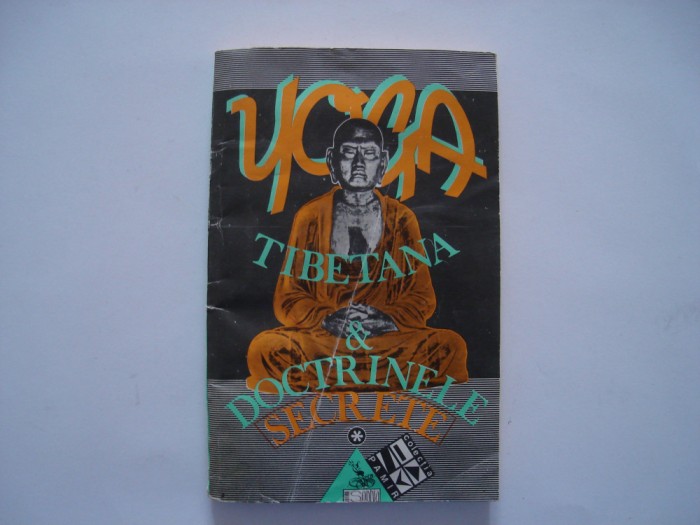 YOGA
TIBETANA
&
DOCTRINELE
SECRETE
*
colecția
PAMIR